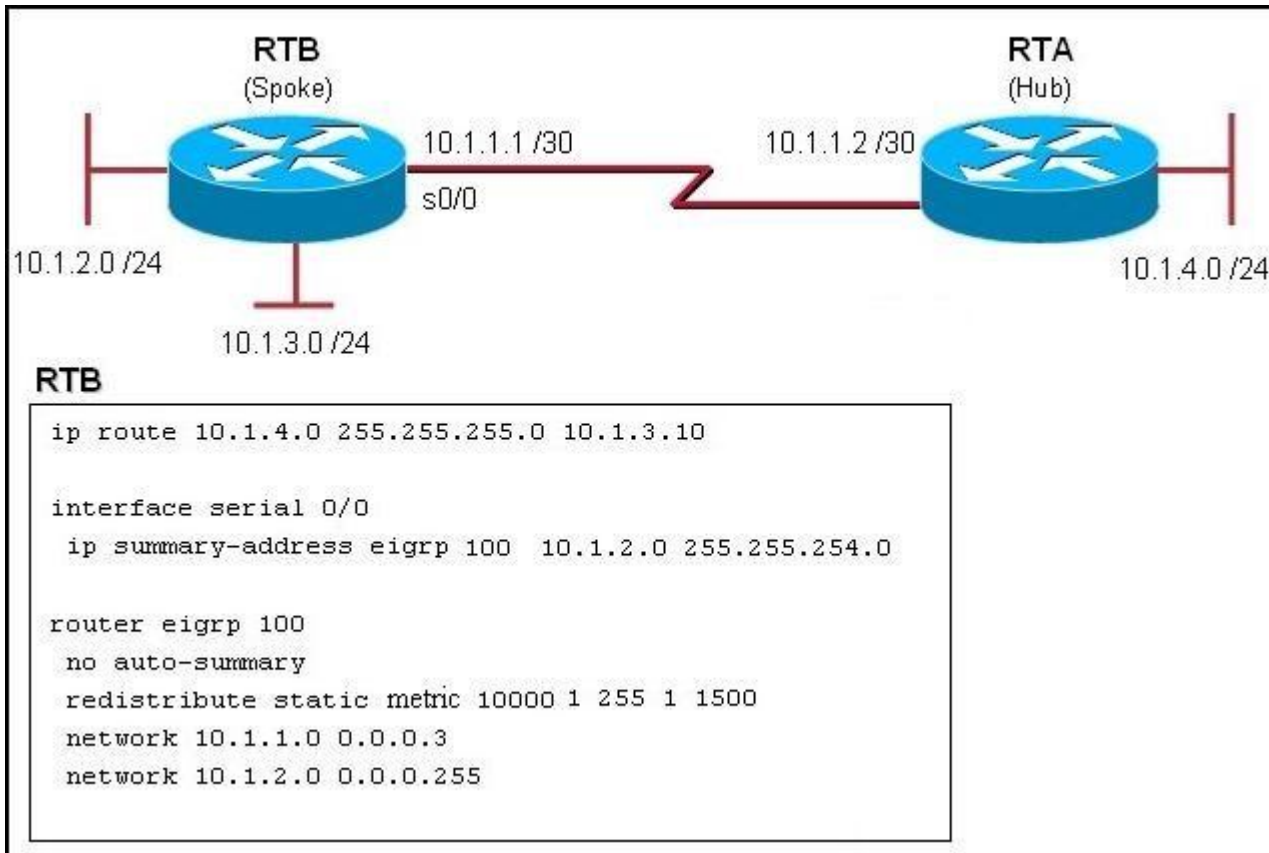 RTB
(Spoke)
RTA
(Hub)
10.1.1.1 /30
10.1.1.2 /30
s0/0
10.1.2.0 /24
10.1.4.0 /24
10.1.3.0 /24
RTB
ip route 10.1.4.0 255.255.255.0 10.1.3.10
interface serial 0/0
ip summary-address eigrp 100 10.1.2.0 255.255.254.0
router eigrp 100
no auto-summary
redistribute static metric 10000 1 255 1 1500
network 10.1.1.0 0.0.0.3
network 10.1.2.0 0.0.0.255